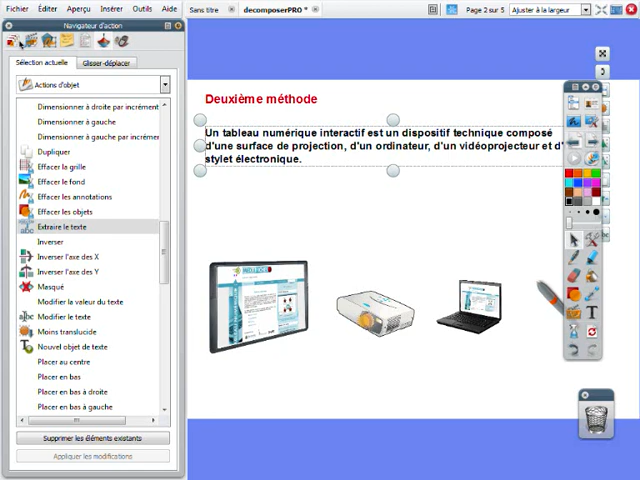 Fichier Éditer Aperçu Insérer Outils Aide
Sans titre
decomposerPRO *
Page 2 sur 5
Ajuster à la largeur
Navigateur d'action
Sélection actuelle
Glisser-déplacer
Actions d'objet
Dimensionner à droite par incrément
Dimensionner à gauche
Dimensionner à gauche par incrémer
Dupliquer
Effacer la grille
Effacer le fond
Effacer les annotations
Effacer les objets
Extraire le texte
Inverser
Inverser l'axe des X
Inverser l'axe des Y
Masqué
Modifier la valeur du texte
Modifier le texte
Moins translucide
Nouvel objet de texte
Placer au centre
Placer en bas
Placer en bas à droite
Placer en bas à gauche
Supprimer les éléments existants
Appliquer les modifications
Deuxième méthode
Un tableau numérique interactif est un dispositif technique composé
d'une surface de projection, d'un ordinateur, d'un vidéoprojecteur et d'
stylet électronique.